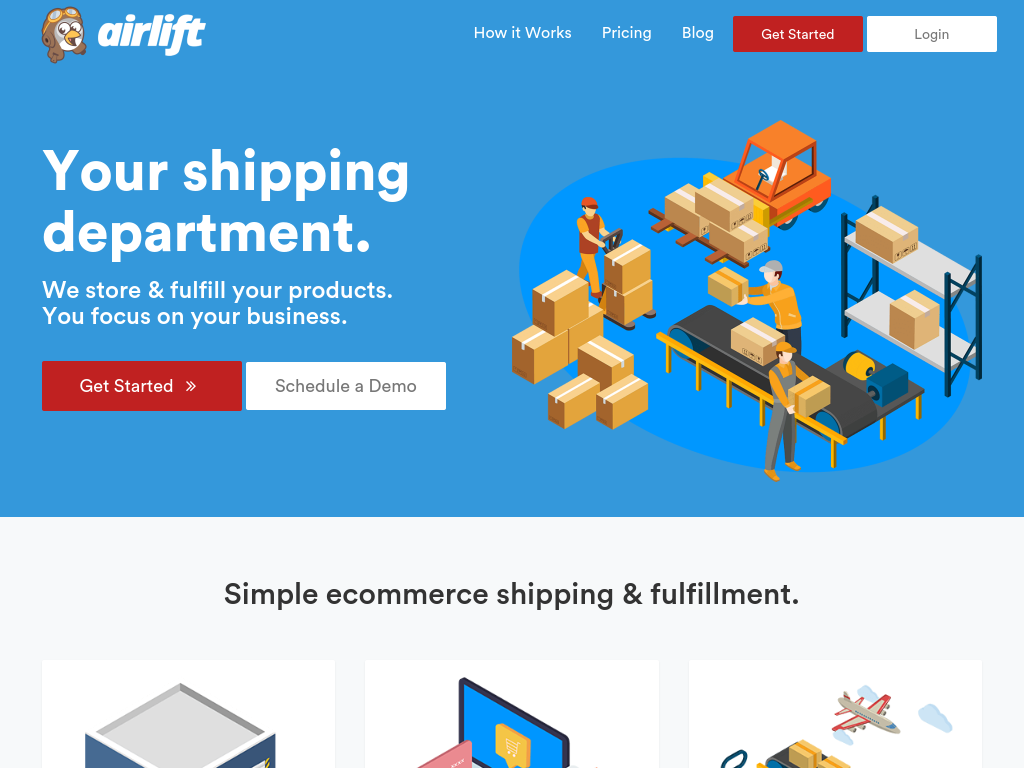 airlift
How it Works
Pricing
Blog
Get Started
Login
Your shipping
department.
We store & fulfill your products.
You focus on your business.
Get Started »
Schedule a Demo
Simple ecommerce shipping & fulfillment.